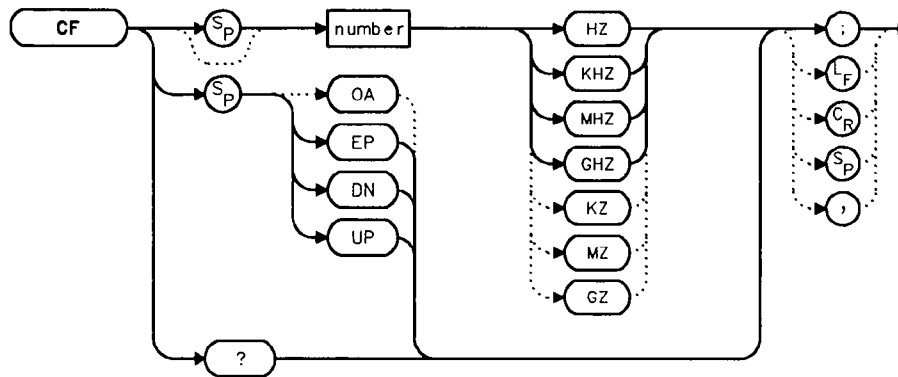 CF SP number HZ ;
KHZ LF
SP OA MHZ CR
EP GHZ SP
DN KZ ,
UP MZ
GZ
?